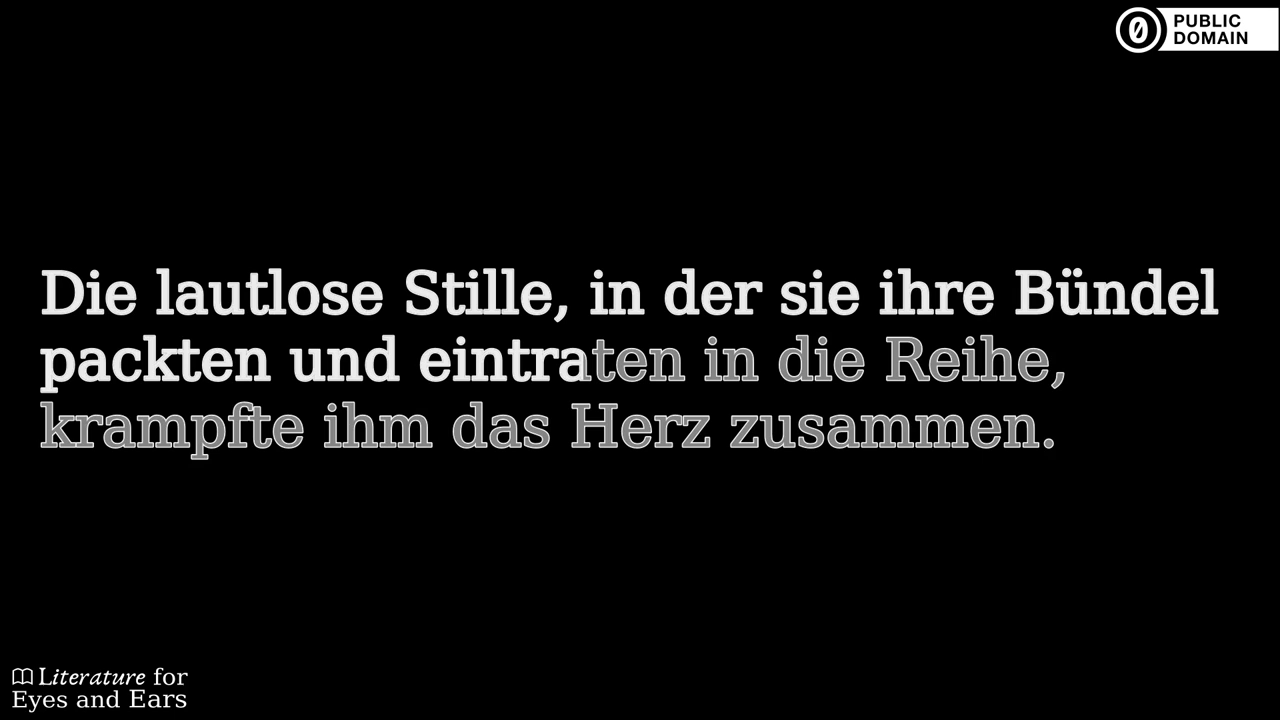 PUBLIC
DOMAIN
Die lautlose Stille, in der sie ihre Bündel
packten und eintraten in die Reihe,
krampfte ihm das Herz zusammen.
Literature for
Eyes and Ears